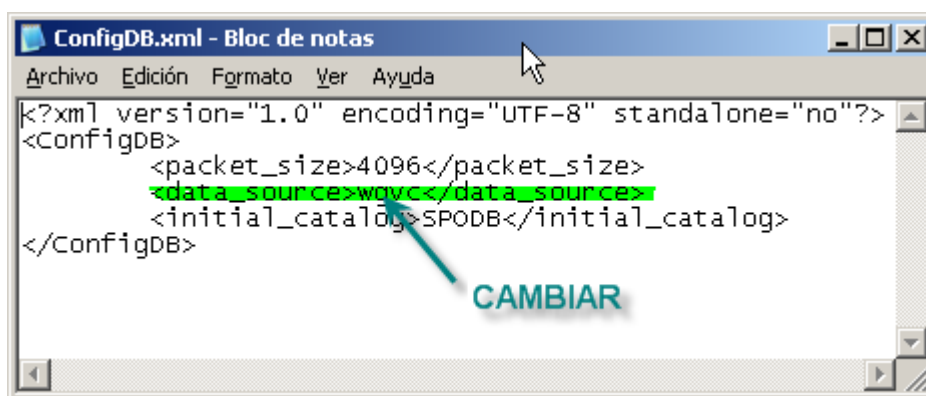 ConfigDB.xml - Bloc de notas
Archivo Edición Formato Ver Ayuda
<?xml version="1.0" encoding="UTF-8" standalone="no"?>
<ConfigDB>
<packet_size>4096</packet_size>
<data_source>wqvc</data_source>
<initial_catalog>SPODB</initial_catalog>
</ConfigDB>
CAMBIAR